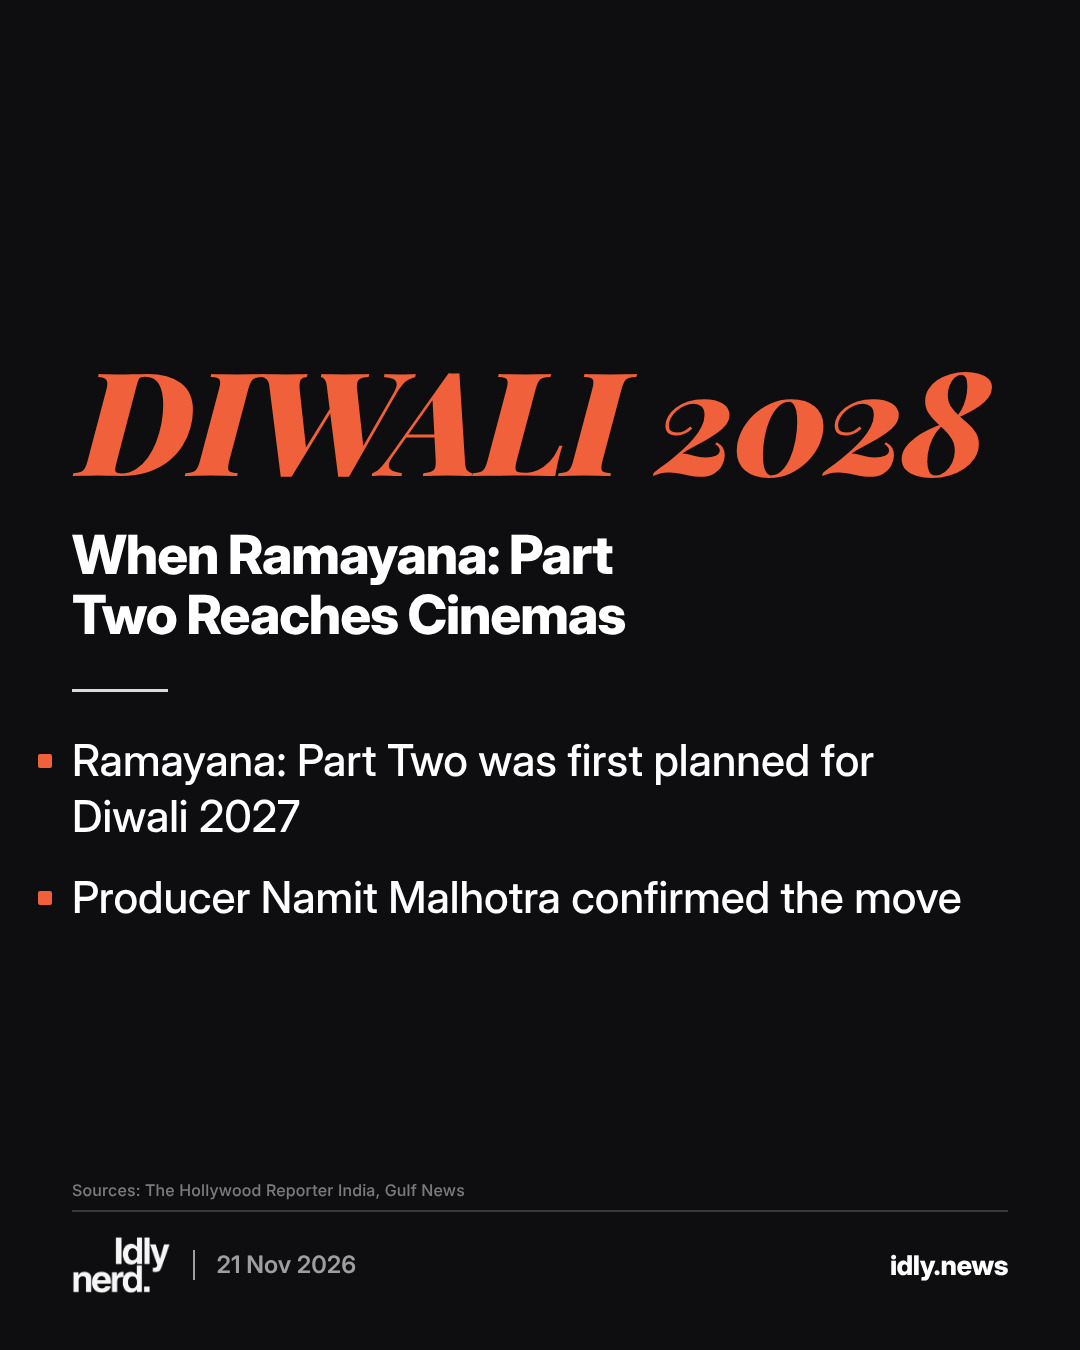 DIWALI 2028
When Ramayana: Part
Two Reaches Cinemas
Ramayana: Part Two was first planned for
Diwali 2027
Producer Namit Malhotra confirmed the move
Sources: The Hollywood Reporter India, Gulf News
Idly
nerd.
21 Nov 2026
idly.news